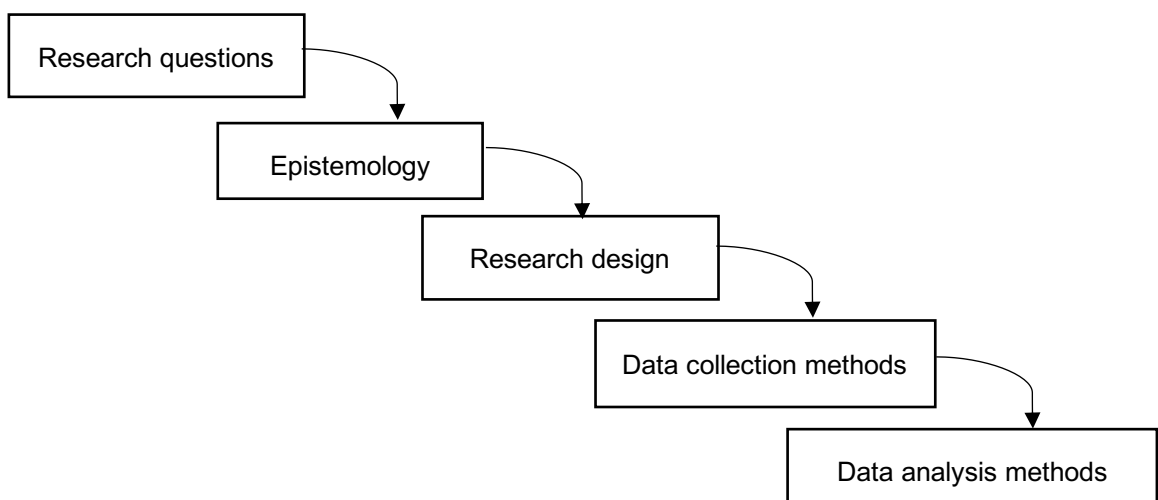 Research questions
Epistemology
Research design
Data collection methods
Data analysis methods